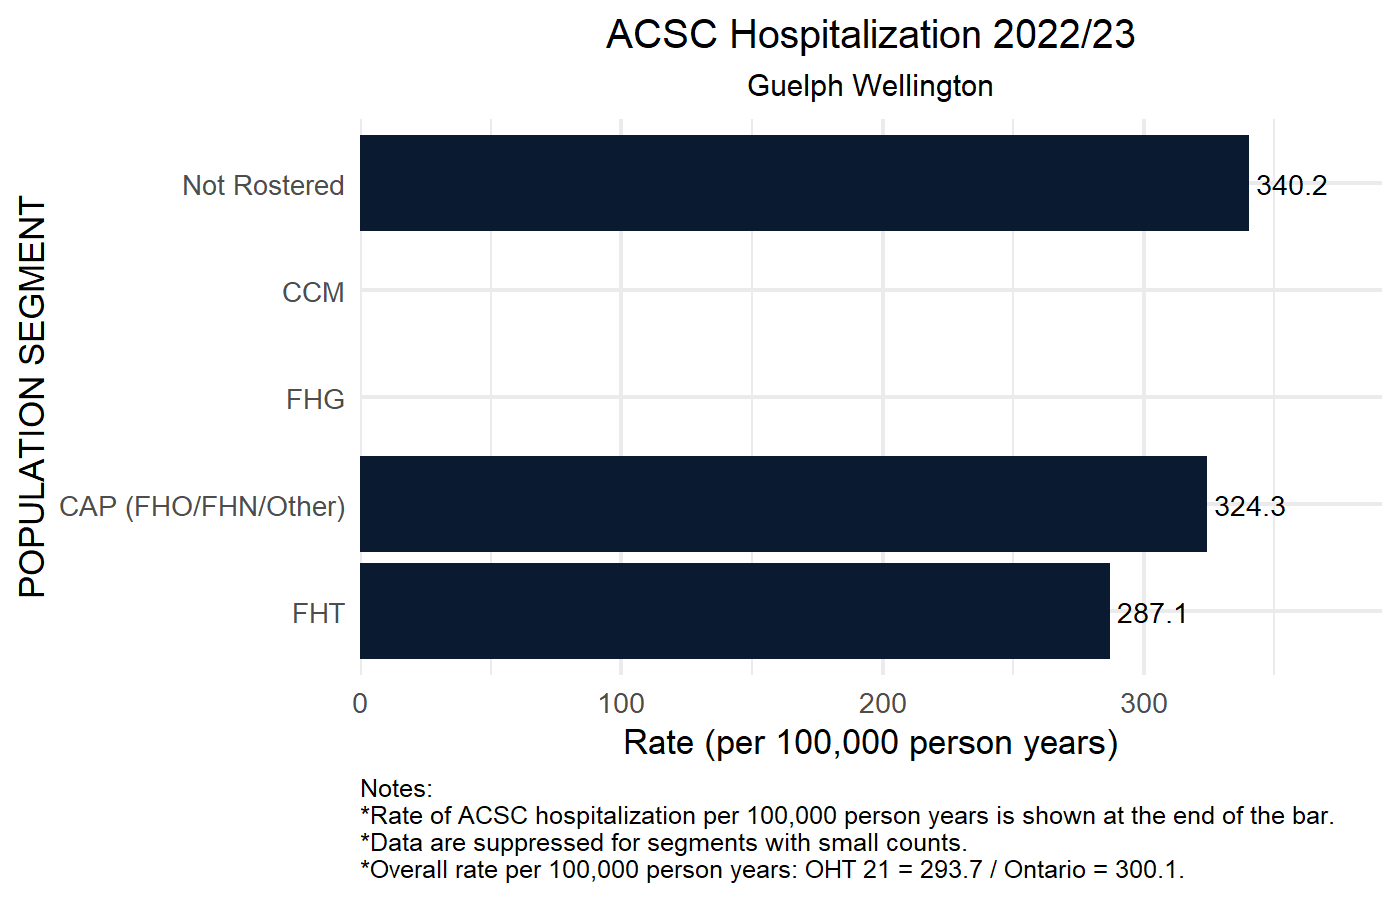 ACSC Hospitalization 2022/23
Guelph Wellington
POPULATION SEGMENT
Not Rostered
340.2
CCM
FHG
CAP (FHO/FHN/Other)
324.3
FHT
287.1
0 100 200 300
Rate (per 100,000 person years)
Notes:
*Rate of ACSC hospitalization per 100,000 person years is shown at the end of the bar.
*Data are suppressed for segments with small counts.
*Overall rate per 100,000 person years: OHT 21 = 293.7 / Ontario = 300.1.